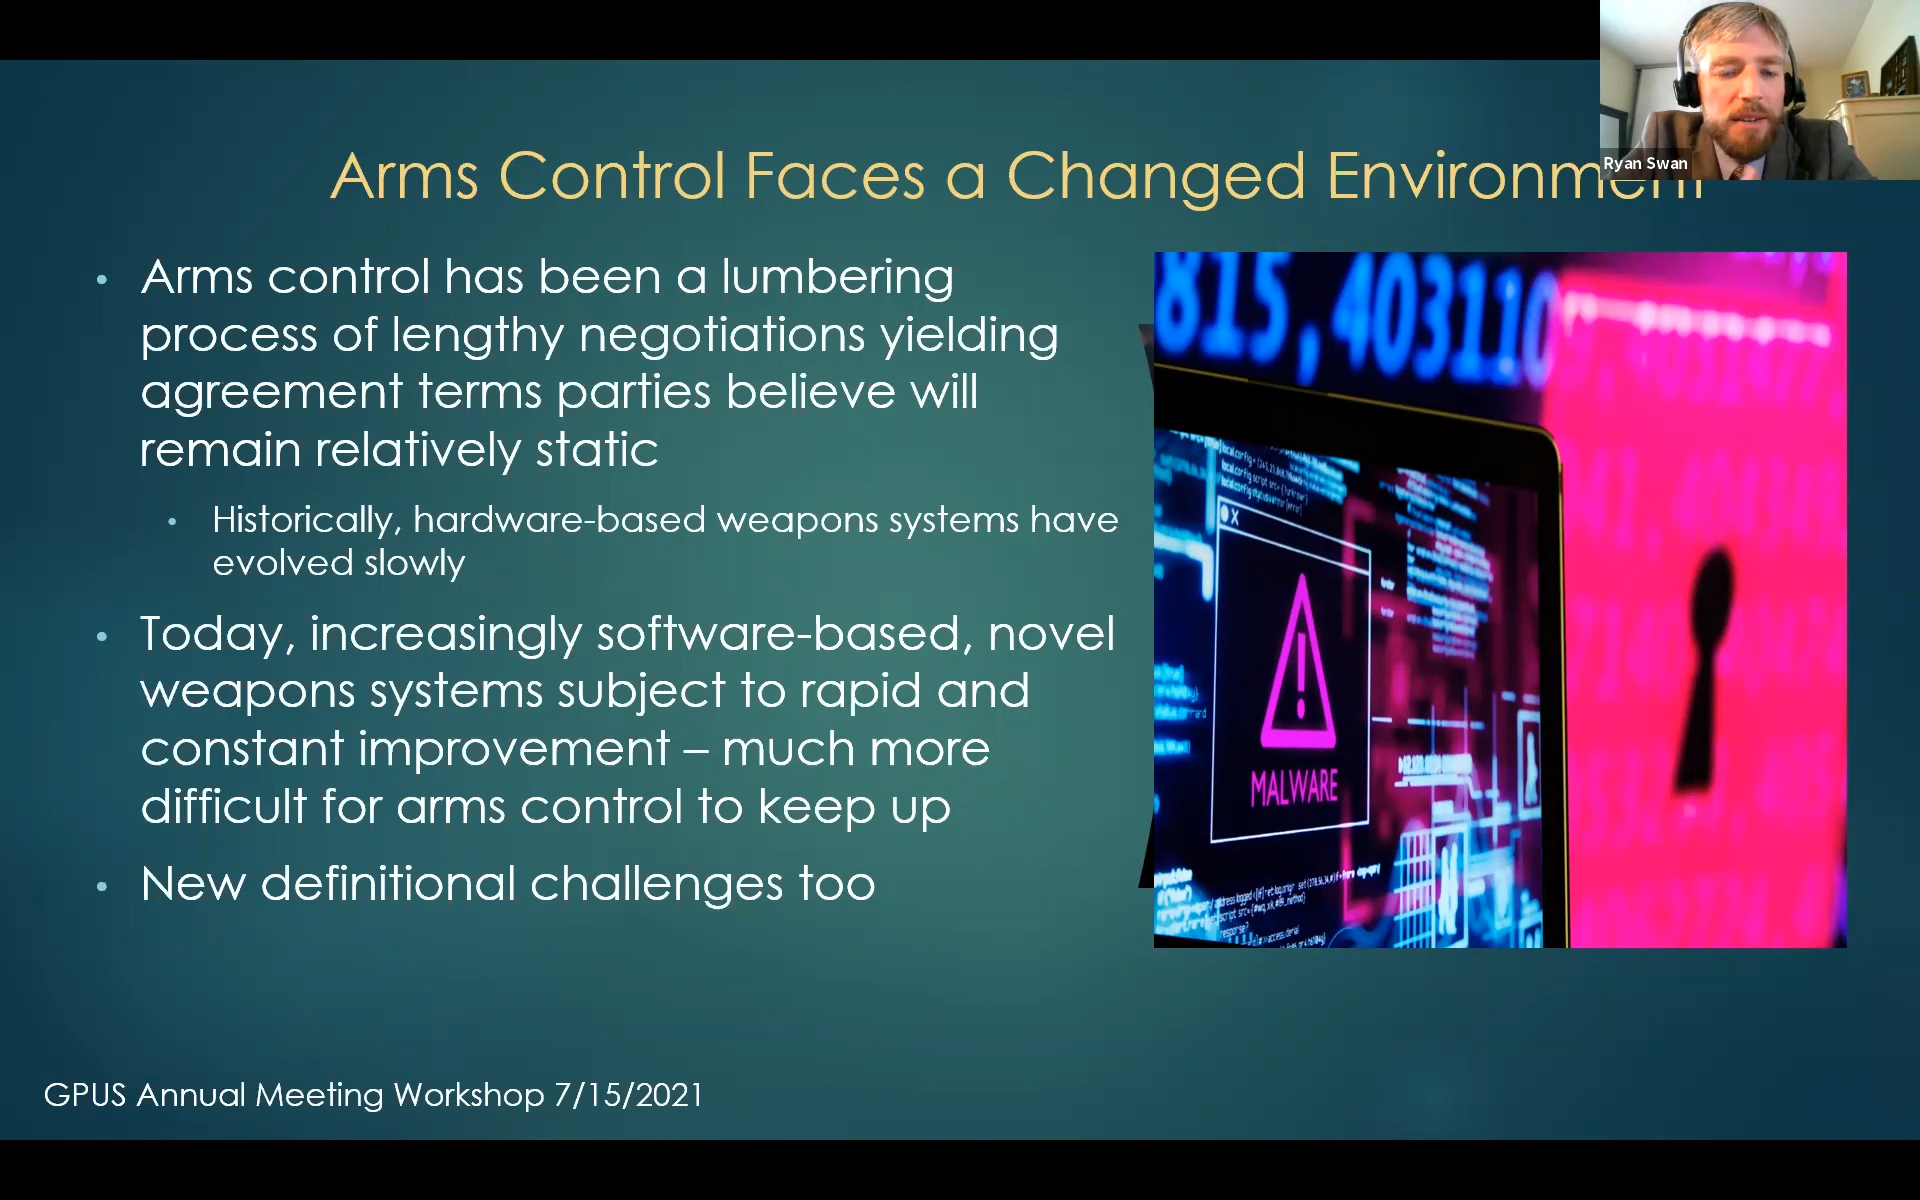 Arms Control Faces a Changed Environment
Ryan Swan
Arms control has been a lumbering
process of lengthy negotiations yielding
agreement terms parties believe will
remain relatively static
Historically, hardware-based weapons systems have
evolved slowly
Today, increasingly software-based, novel
weapons systems subject to rapid and
constant improvement – much more
difficult for arms control to keep up
New definitional challenges too
815,403110
X
MALWARE
GPUS Annual Meeting Workshop 7/15/2021